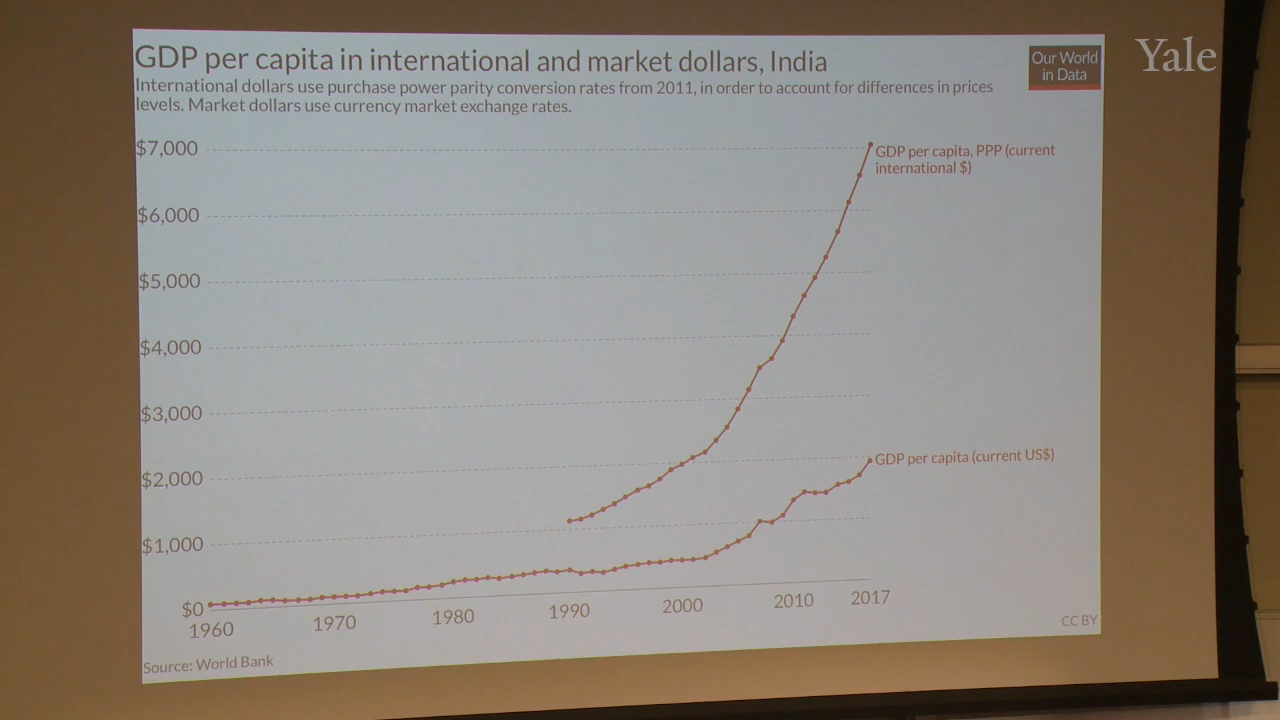 GDP per capita in international and market dollars, India
International dollars use purchase power parity conversion rates from 2011, in order to account for differences in prices
levels. Market dollars use currency market exchange rates.
Our World
in Data
Yale
$7,000
GDP per capita, PPP (current
international $)
$6,000
$5,000
$4,000
$3,000
$2,000
GDP per capita (current US$)
$1,000
$0
1960
1970
1980
1990
2000
2010
2017
CC BY
Source: World Bank